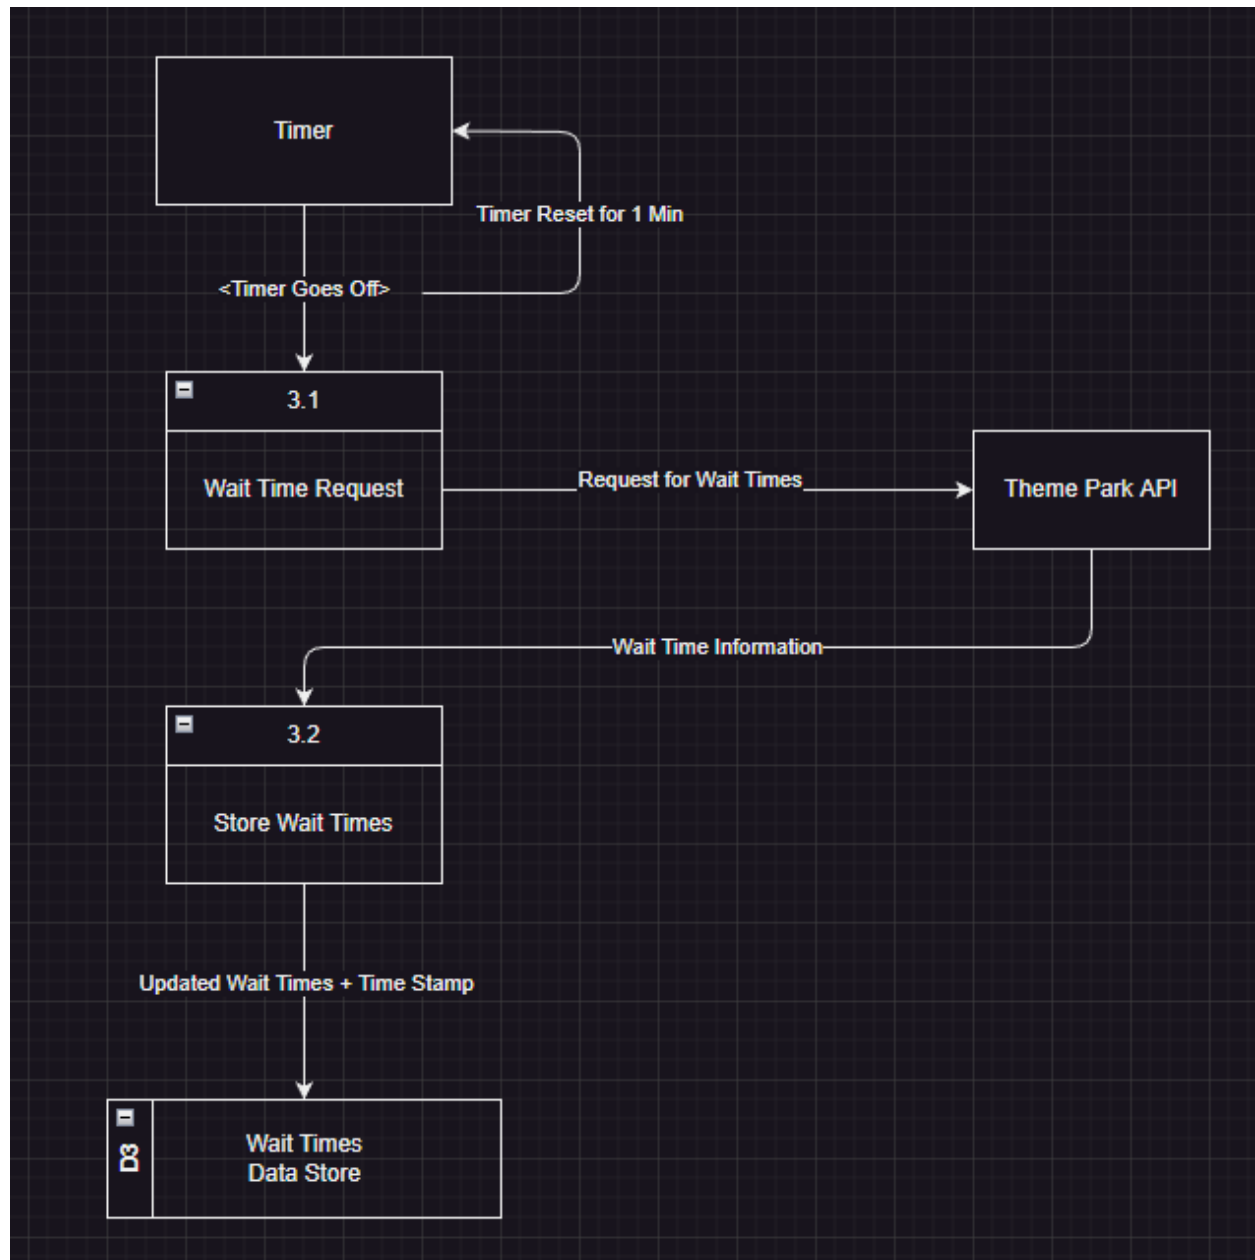 Timer
Timer Reset for 1 Min
<Timer Goes Off>
3.1
Wait Time Request
Request for Wait Times
Theme Park API
Wait Time Information
3.2
Store Wait Times
Updated Wait Times + Time Stamp
D3
Wait Times
Data Store